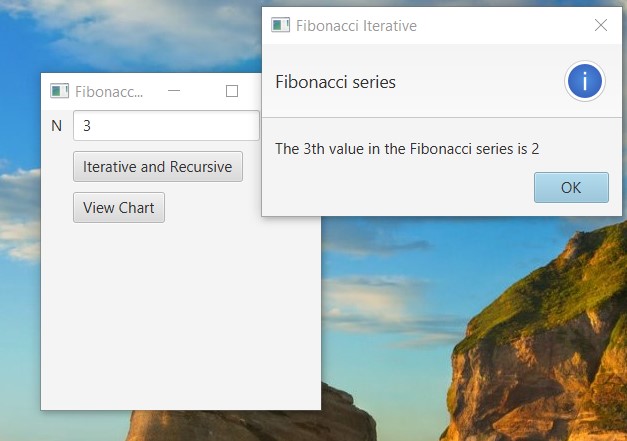 Fibonacci Iterative
Fibonacci series
The 3th value in the Fibonacci series is 2
OK
Fibonacc...
N 3
Iterative and Recursive
View Chart